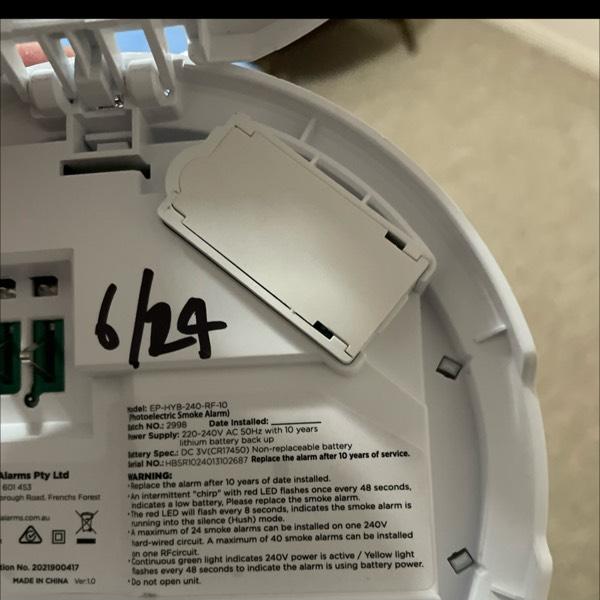 6/24
Model: EP-HYB-240-RF-10
(Photoelectric Smoke Alarm)
Batch NO.: 2998 Date Installed:
Power Supply: 220-240V AC 50Hz with 10 years
lithium battery back up
Battery Spec.: DC 3V(CR17450) Non-replaceable battery
Serial NO.: HBSR1024013102687 Replace the alarm after 10 years of service.
WARNING:
·Replace the alarm after 10 years of date installed.
·An intermittent "chirp" with red LED flashes once every 48 seconds,
indicates a low battery, Please replace the smoke alarm.
·The red LED will flash every 8 seconds, indicates the smoke alarm is
running into the silence (Hush) mode.
·A maximum of 24 smoke alarms can be installed on one 240V
hard-wired circuit. A maximum of 40 smoke alarms can be installed
on one RFcircuit.
·Continuous green light indicates 240V power is active / Yellow light
flashes every 48 seconds to indicate the alarm is using battery power.
·Do not open unit.
Alarms Pty Ltd
601 453
orough Road, Frenchs Forest
alarms.com.au
tion No. 2021900417
MADE IN CHINA Ver1.0